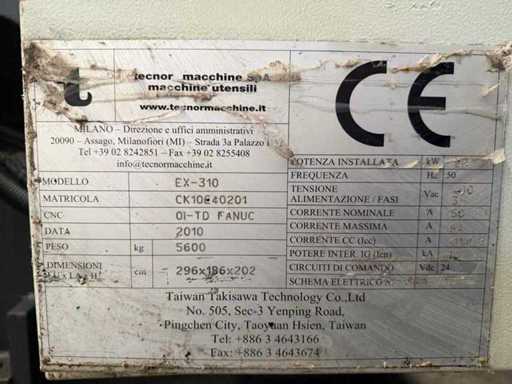 t
tecnor macchine SpA
macchine utensili
www.tecnormacchine.it
CE
MILANO – Direzione e uffici amministrativi
20090 – Assago, Milanofiori (MI) – Strada 3a Palazzo
Tel +39 02 8242851 – Fax +39 02 8255408
info@tecnormacchine.it
MODELLO EX-310
MATRICOLA
CNC OI-TD FANUC
DATA 2010
PESO kg 5600
DIMENSIONI cm 296x186x202
POTENZA INSTALLATA kW
FREQUENZA Hz 50
TENSIONE
ALIMENTAZIONE / FASI Vac
CORRENTE NOMINALE A 50
CORRENTE MASSIMA A
CORRENTE CC (Icc) A
POTERE INTER. IG (Icn) kA
CIRCUITI DI COMANDO Vdc 24
SCHEMA ELETTRICO N.
Taiwan Takisawa Technology Co.,Ltd
No. 505, Sec-3 Yenping Road,
Pingchen City, Taoyuan Hsien, Taiwan
Tel: +886 3 4643166
Fax: +886 3 4643674